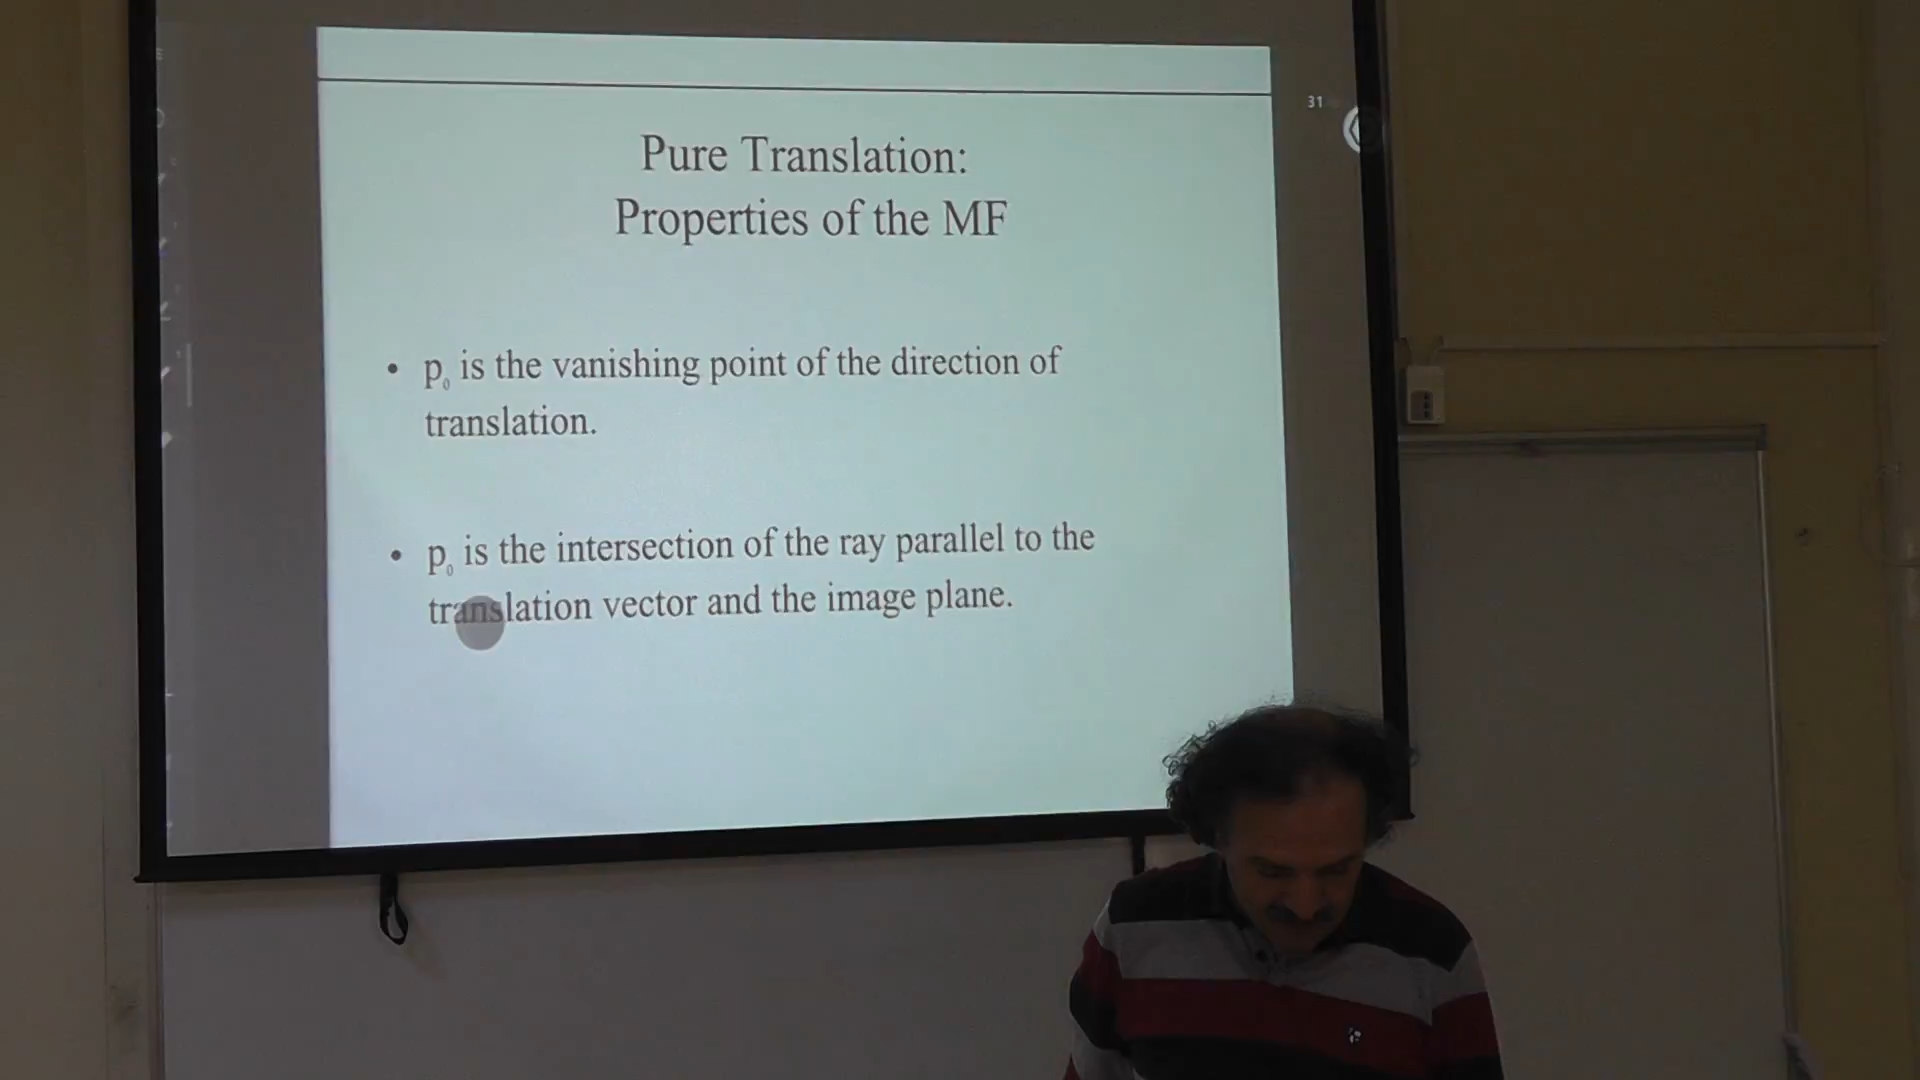 31
Pure Translation:
Properties of the MF
• p₀ is the vanishing point of the direction of
translation.
• p₀ is the intersection of the ray parallel to the
translation vector and the image plane.